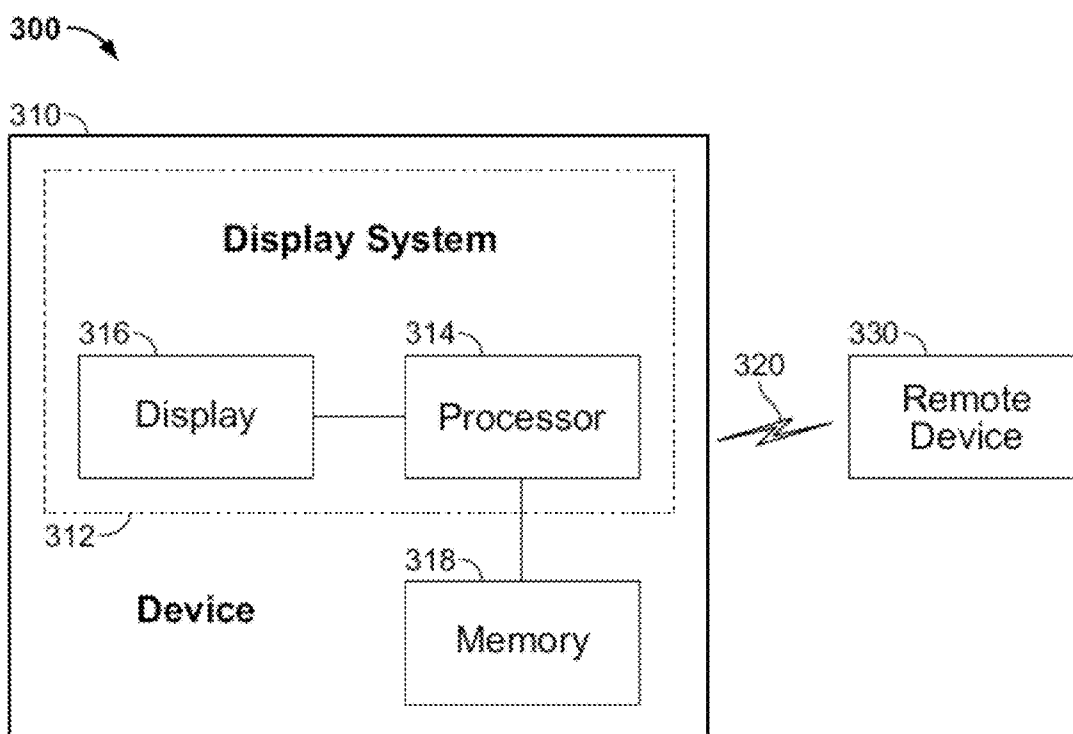 300
310
Display System
316
314
Display
Processor
320
330
Remote
Device
312
318
Device
Memory